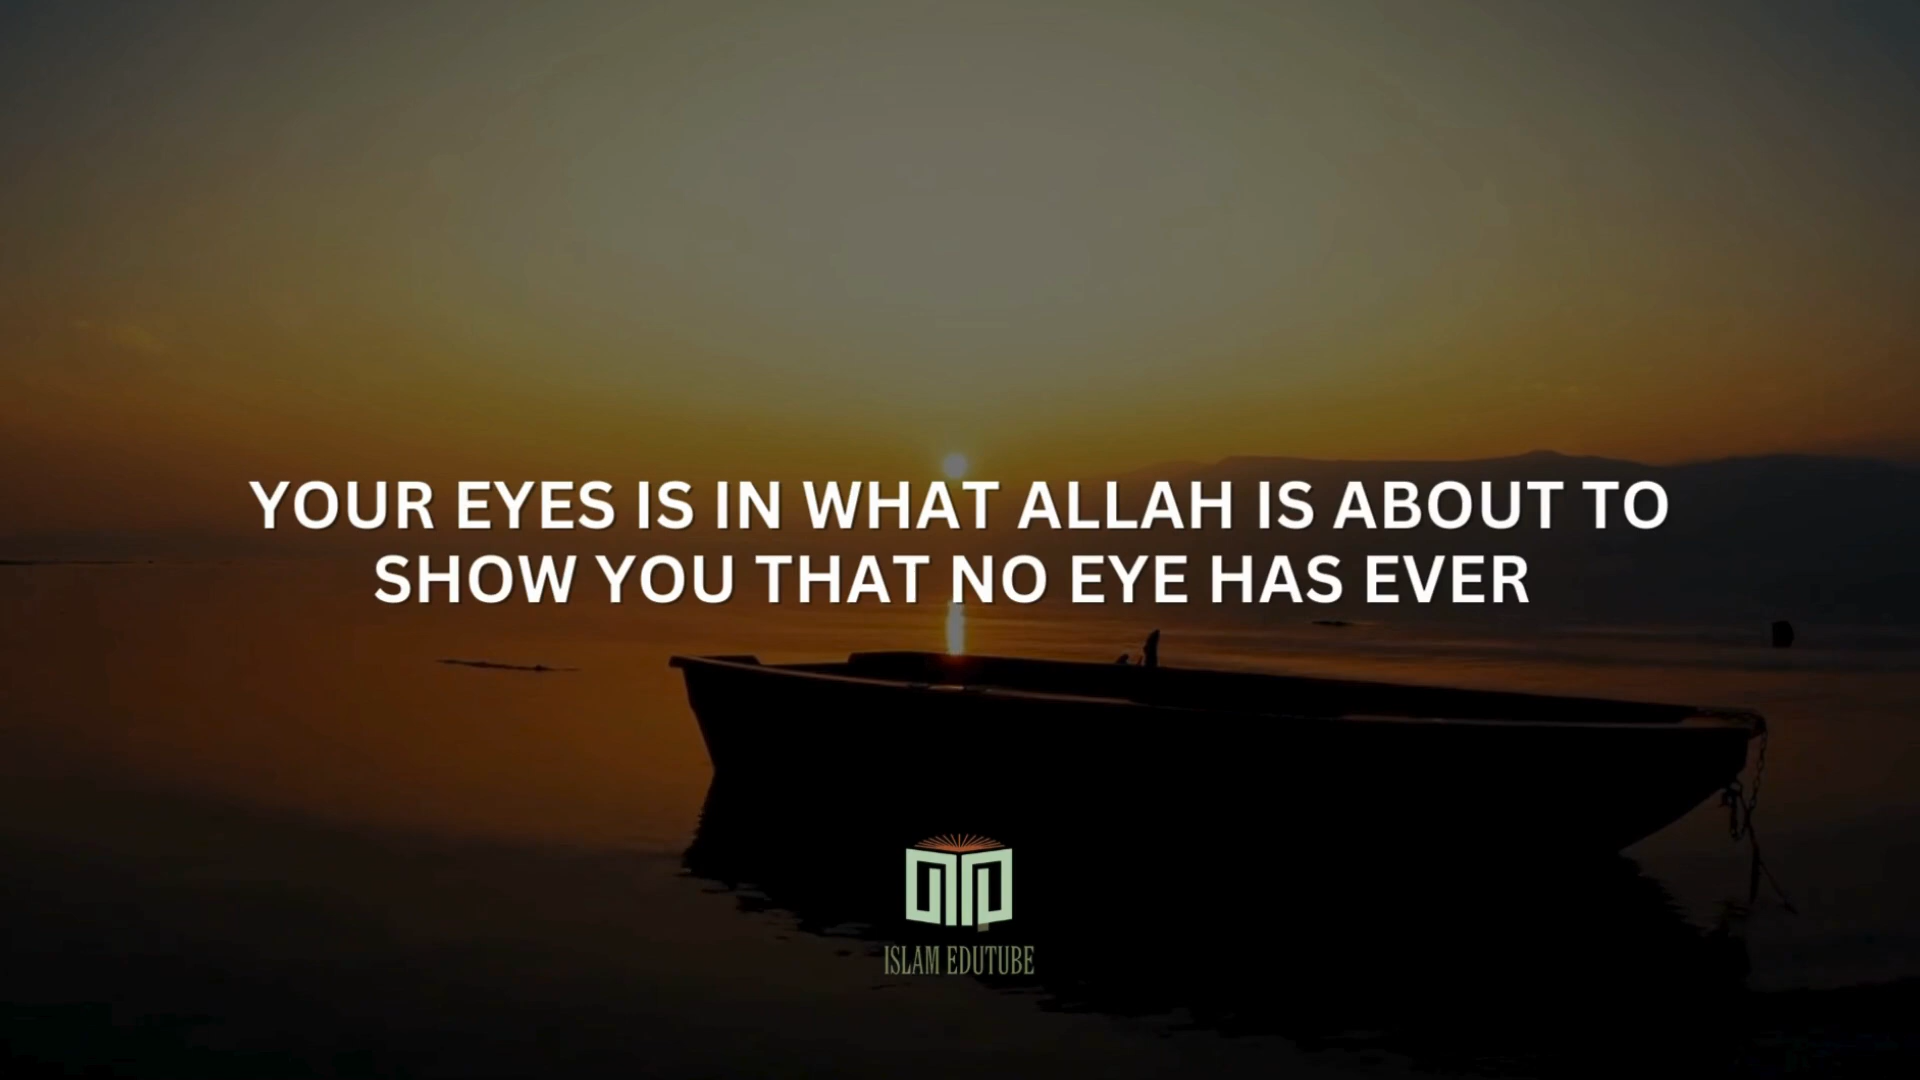 YOUR EYES IS IN WHAT ALLAH IS ABOUT TO
SHOW YOU THAT NO EYE HAS EVER
ISLAM EDUTUBE